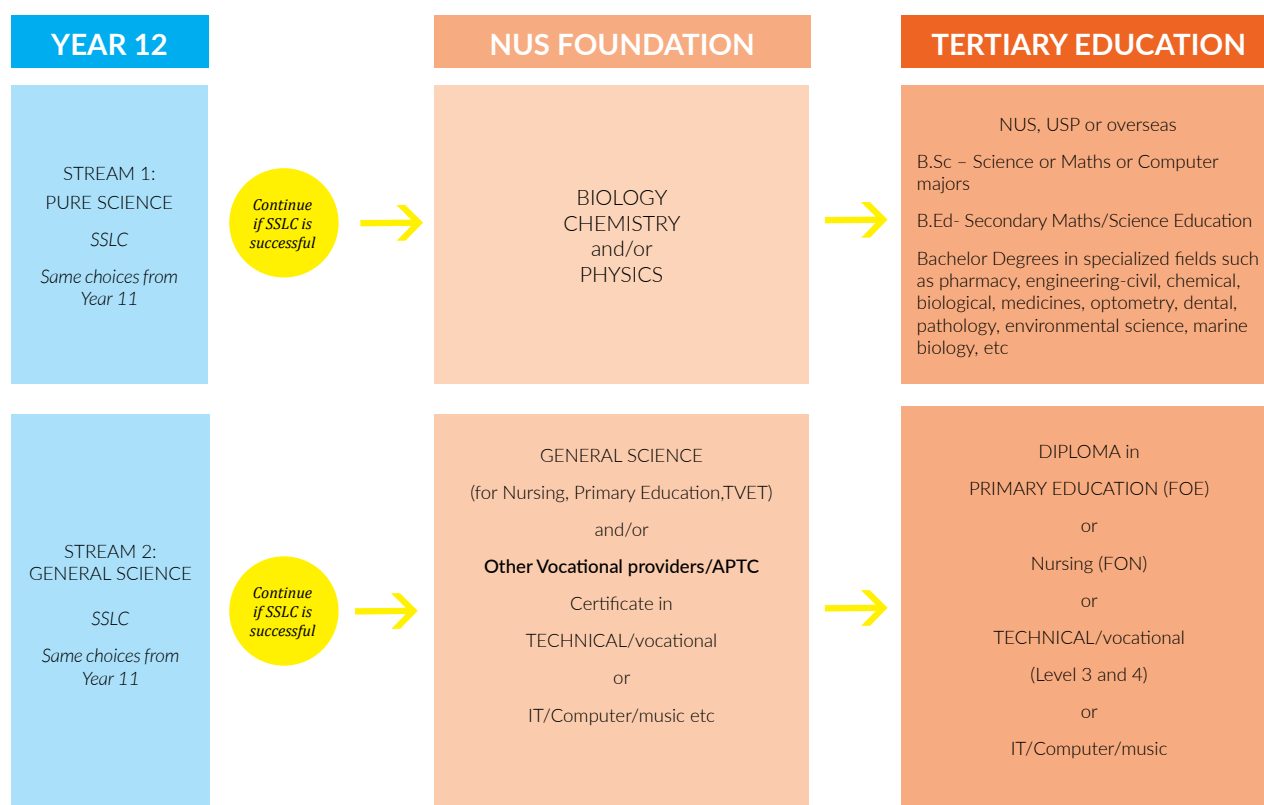 YEAR 12
NUS FOUNDATION
TERTIARY EDUCATION
STREAM 1:
PURE SCIENCE
SSLC
Same choices from
Year 11
Continue
if SSLC is
successful
BIOLOGY
CHEMISTRY
and/or
PHYSICS
NUS, USP or overseas
B.Sc – Science or Maths or Computer
majors
B.Ed- Secondary Maths/Science Education
Bachelor Degrees in specialized fields such
as pharmacy, engineering-civil, chemical,
biological, medicines, optometry, dental,
pathology, environmental science, marine
biology, etc
STREAM 2:
GENERAL SCIENCE
SSLC
Same choices from
Year 11
Continue
if SSLC is
successful
GENERAL SCIENCE
(for Nursing, Primary Education,TVET)
and/or
Other Vocational providers/APTC
Certificate in
TECHNICAL/vocational
or
IT/Computer/music etc
DIPLOMA in
PRIMARY EDUCATION (FOE)
or
Nursing (FON)
or
TECHNICAL/vocational
(Level 3 and 4)
or
IT/Computer/music